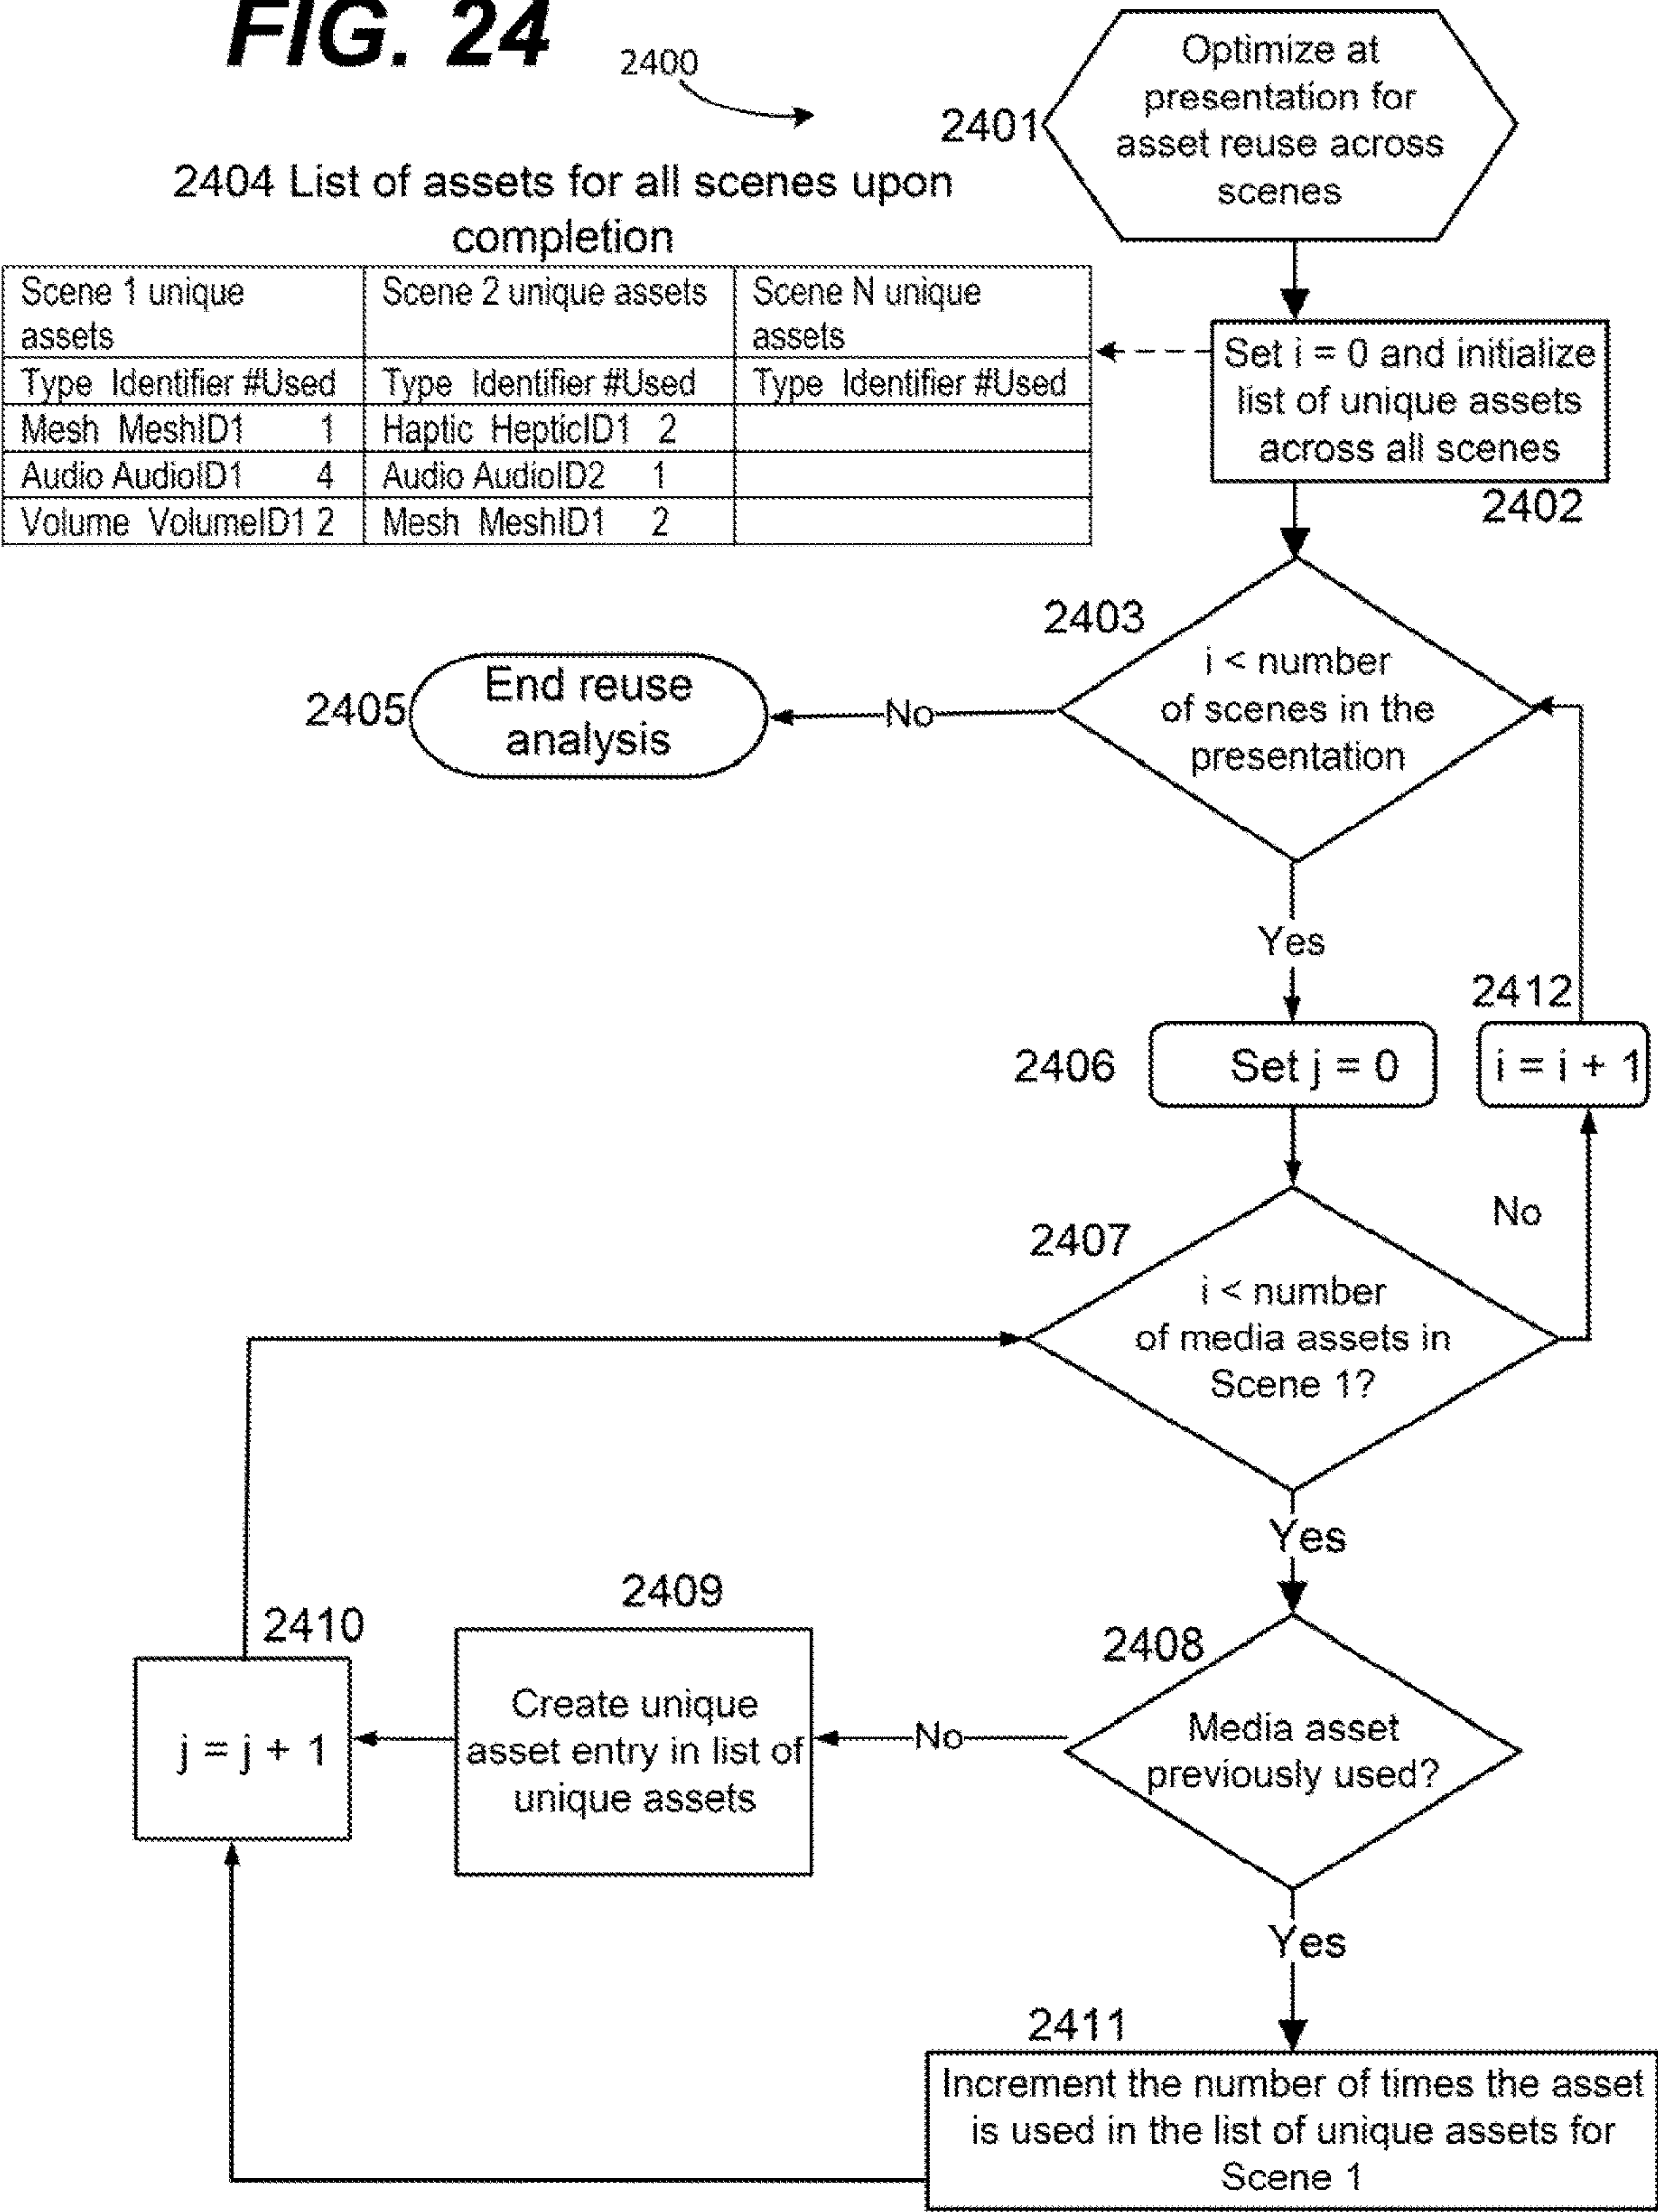 FIG. 24
2400
2401
Optimize at
presentation for
asset reuse across
scenes
2404 List of assets for all scenes upon
completion
Scene 1 unique
assets
Scene 2 unique assets
Scene N unique
assets
Type Identifier #Used
Type Identifier #Used
Type Identifier #Used
Mesh MeshID1 1
Haptic HepticID1 2
Audio AudioID1 4
Audio AudioID2 1
Volume VolumeID1 2
Mesh MeshID1 2
Set i = 0 and initialize
list of unique assets
across all scenes
2402
2403
i < number
of scenes in the
presentation
No
2405
End reuse
analysis
Yes
2406
Set j = 0
2412
i = i + 1
No
2407
i < number
of media assets in
Scene 1?
Yes
2408
Media asset
previously used?
No
2409
Create unique
asset entry in list of
unique assets
2410
j = j + 1
Yes
2411
Increment the number of times the asset
is used in the list of unique assets for
Scene 1